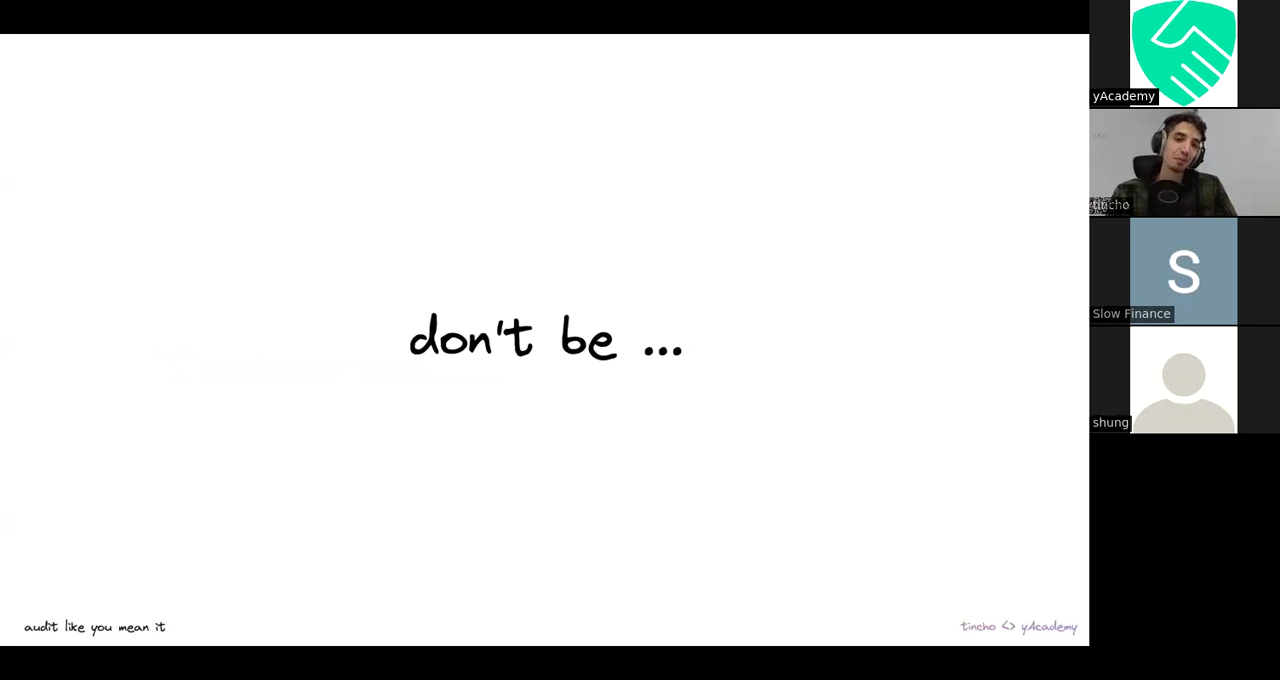 don't be ...
audit like you mean it
tincho <> yAcademy
yAcademy
tincho
S
Slow Finance
shung